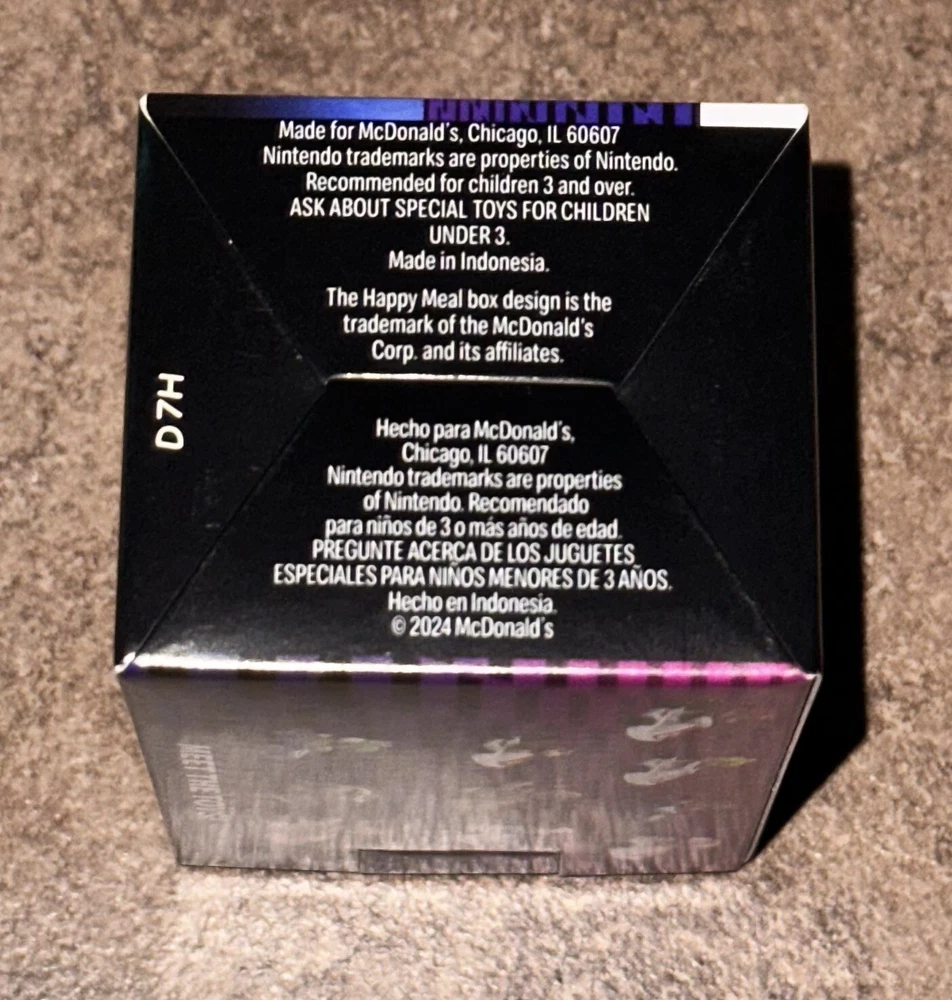 Made for McDonald's, Chicago, IL 60607
Nintendo trademarks are properties of Nintendo.
Recommended for children 3 and over.
ASK ABOUT SPECIAL TOYS FOR CHILDREN
UNDER 3.
Made in Indonesia.
The Happy Meal box design is the
trademark of the McDonald's
Corp. and its affiliates.
D7H
Hecho para McDonald's,
Chicago, IL 60607
Nintendo trademarks are properties
of Nintendo. Recomendado
para niños de 3 o más años de edad.
PREGUNTE ACERCA DE LOS JUGUETES
ESPECIALES PARA NIÑOS MENORES DE 3 AÑOS.
Hecho en Indonesia.
© 2024 McDonald's
MEET THE TOYS